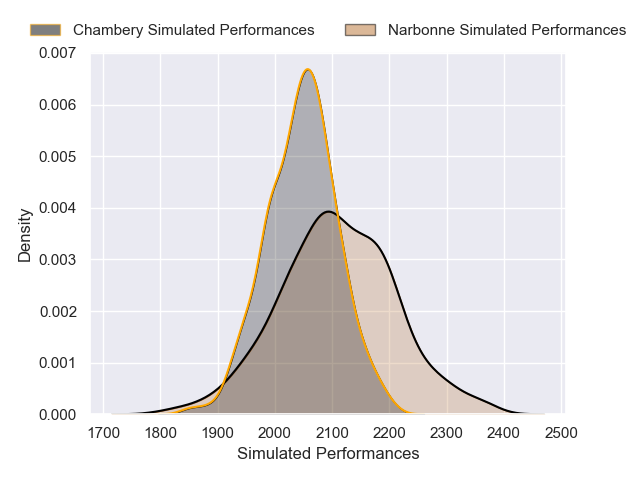 Chambery Simulated Performances Narbonne Simulated Performances
0.007
0.006
0.005
0.004
0.003
0.002
0.001
0.000
Density
1700 1800 1900 2000 2100 2200 2300 2400 2500
Simulated Performances